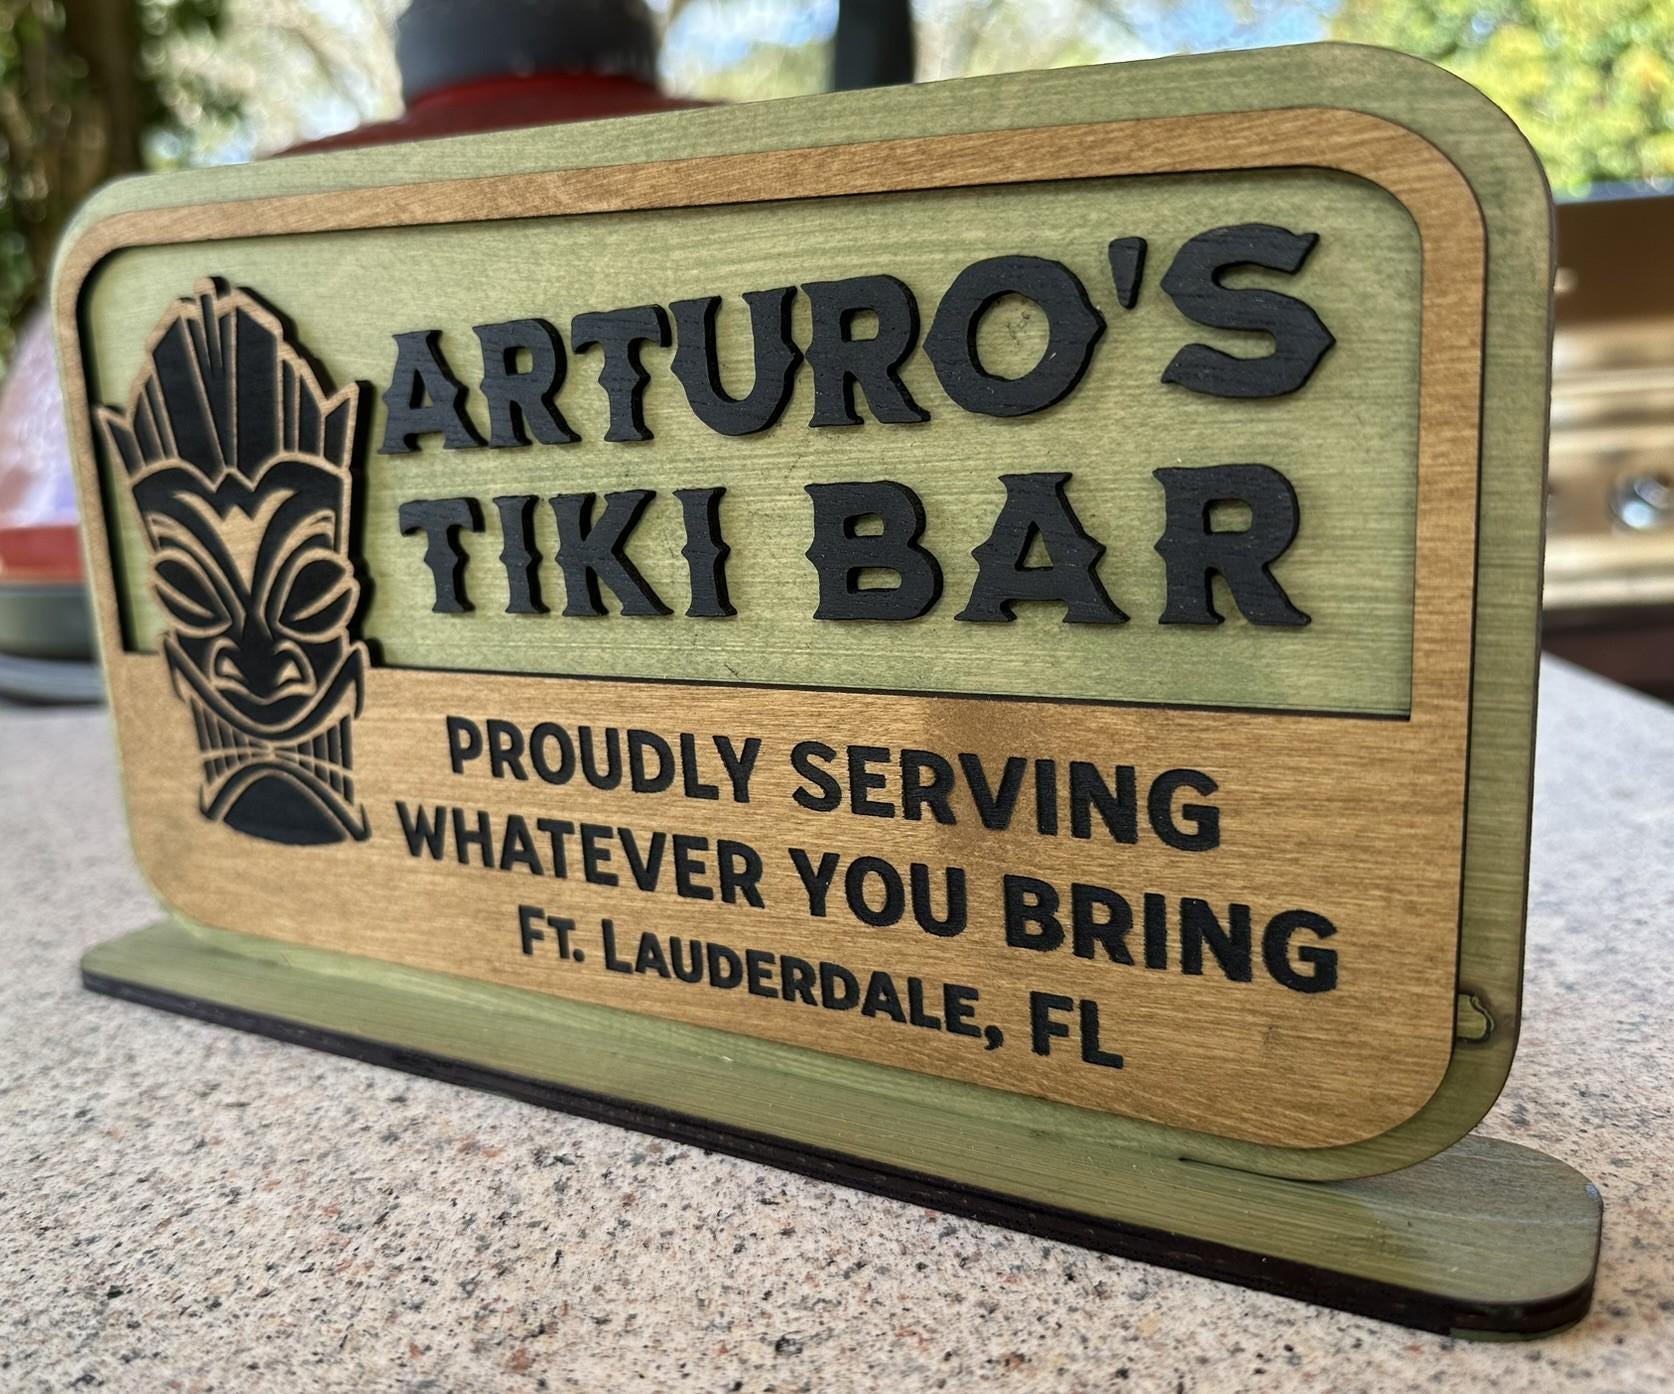 ARTURO'S
TIKI BAR
PROUDLY SERVING
WHATEVER YOU BRING
FT. LAUDERDALE, FL